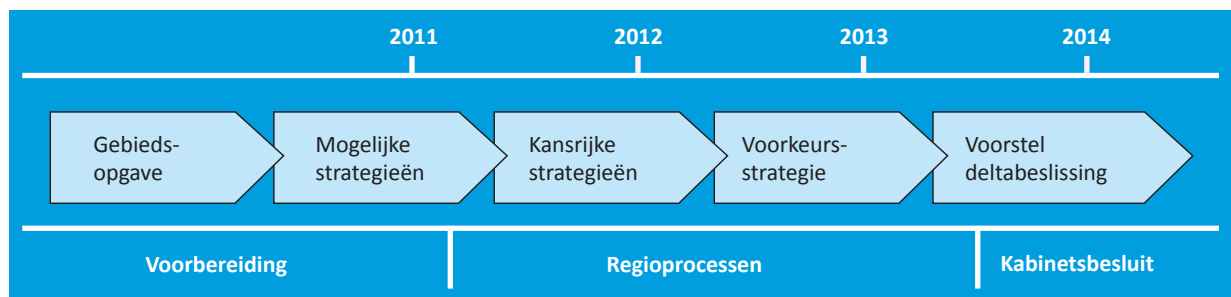 2011 2012 2013 2014
Gebieds-
opgave
Mogelijke
strategieën
Kansrijke
strategieën
Voorkeurs-
strategie
Voorstel
deltabeslissing
Voorbereiding Regioprocessen Kabinetsbesluit